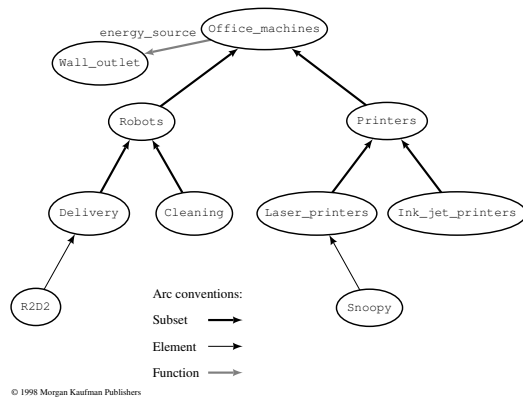 Office_machines
energy_source
Wall_outlet
Robots
Printers
Delivery
Cleaning
Laser_printers
Ink_jet_printers
R2D2
Snoopy
Arc conventions:
Subset
Element
Function
© 1998 Morgan Kaufman Publishers